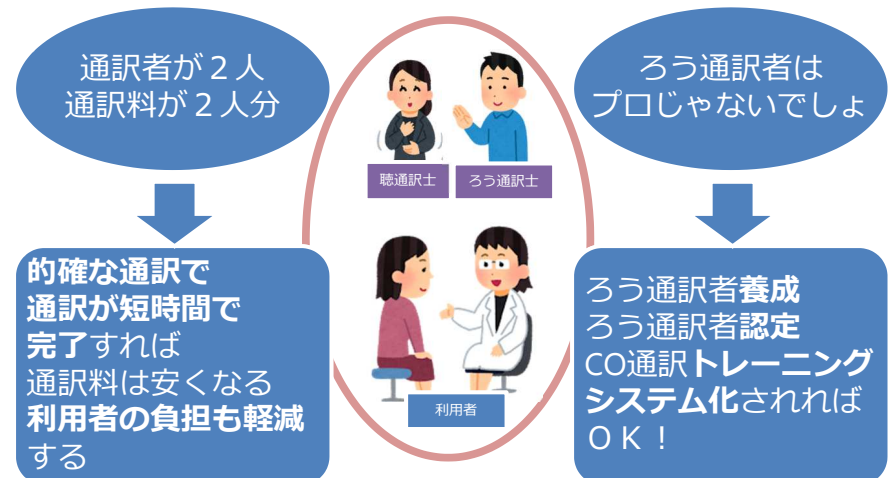 通訳者が２人
通訳料が２人分
ろう通訳者は
プロじゃないでしょ
聴通訳士
ろう通訳士
的確な通訳で
通訳が短時間で
完了すれば
通訳料は安くなる
利用者の負担も軽減
する
利用者
ろう通訳者養成
ろう通訳者認定
CO通訳トレーニング
システム化されれば
ＯＫ！